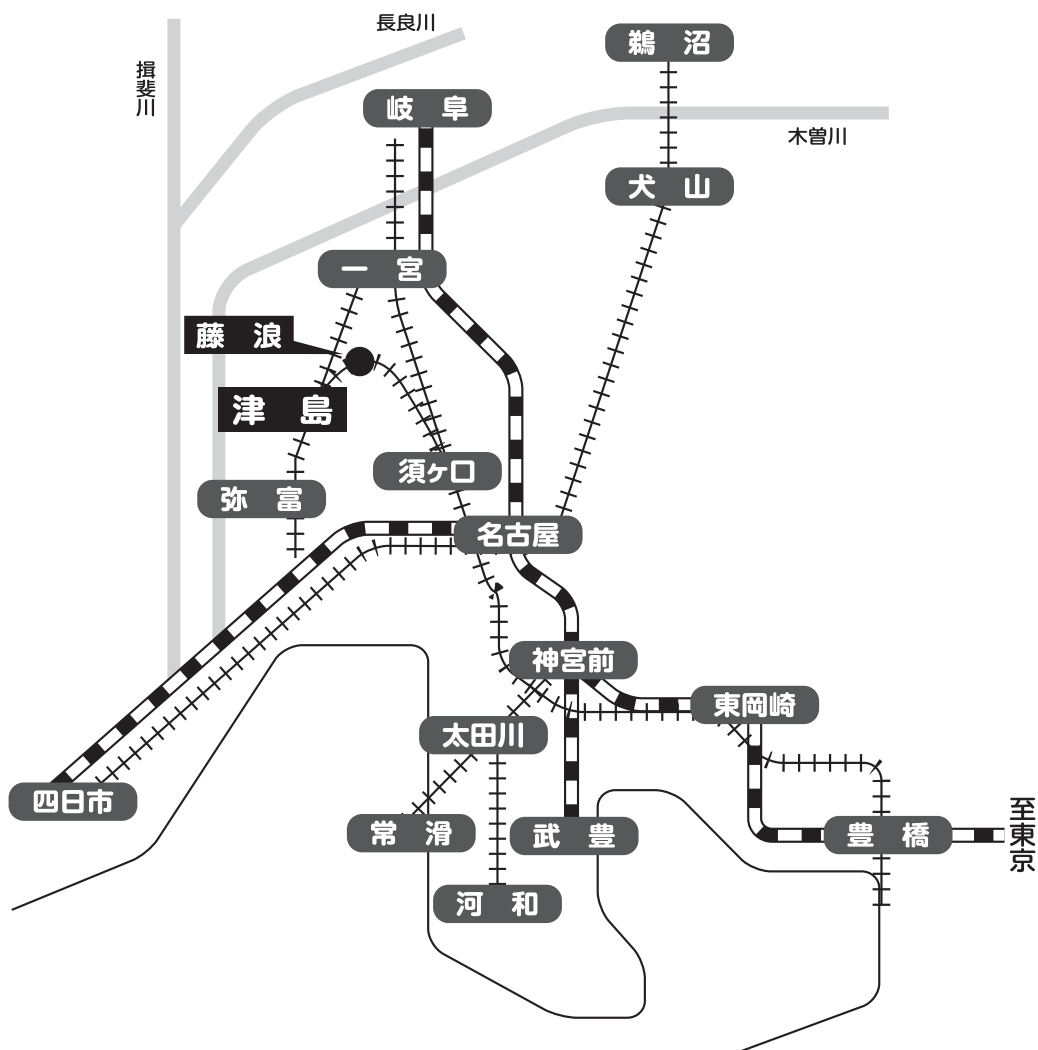 長良川
鵜沼
揖斐川
岐阜
木曽川
犬山
一宮
藤浪
津島
須ヶ口
弥富
名古屋
神宮前
東岡崎
太田川
四日市
常滑
武豊
豊橋
至東京
河和